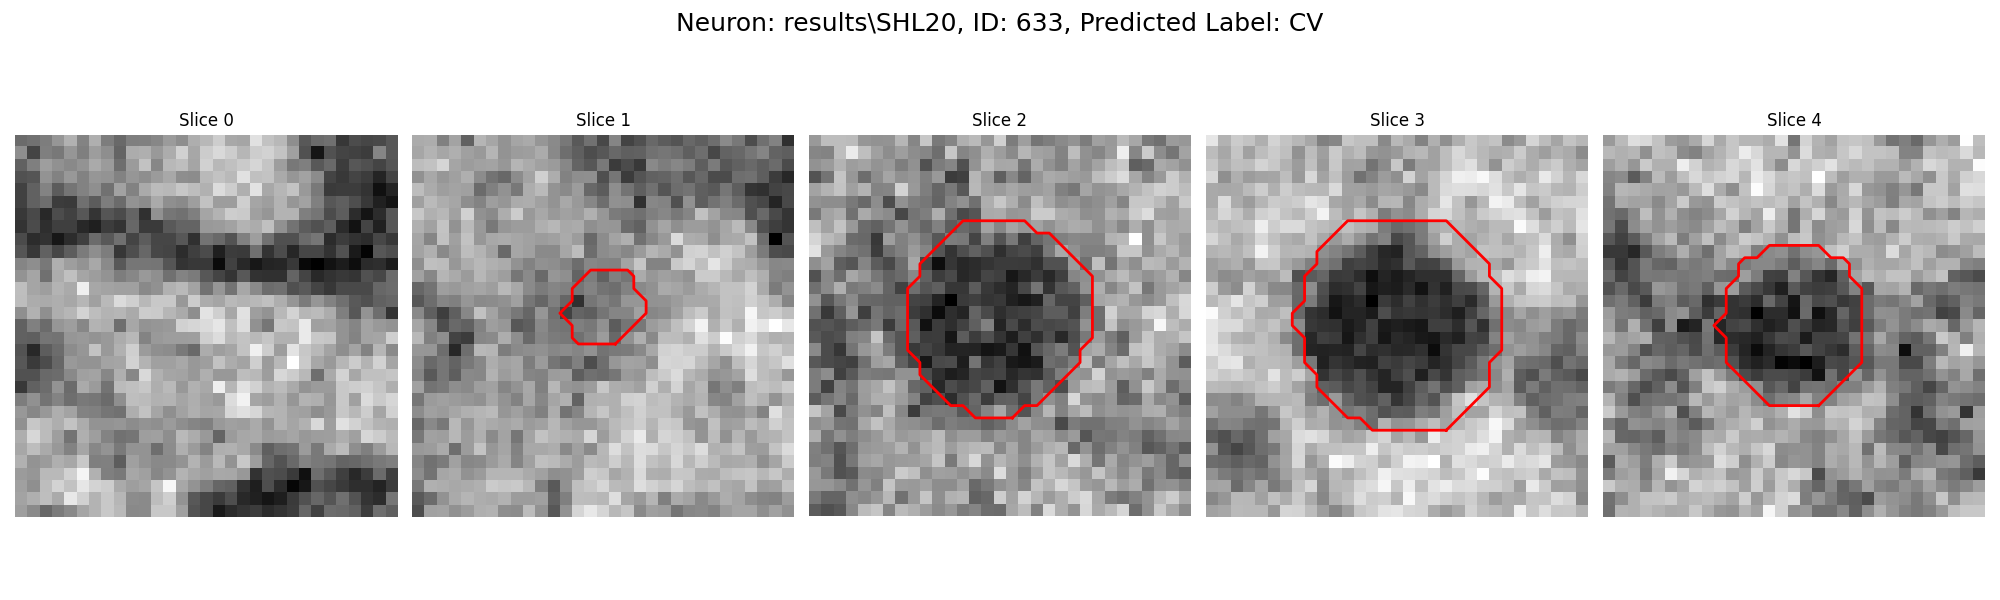 Neuron: results\SHL20, ID: 633, Predicted Label: CV
Slice 0
Slice 1
Slice 2
Slice 3
Slice 4